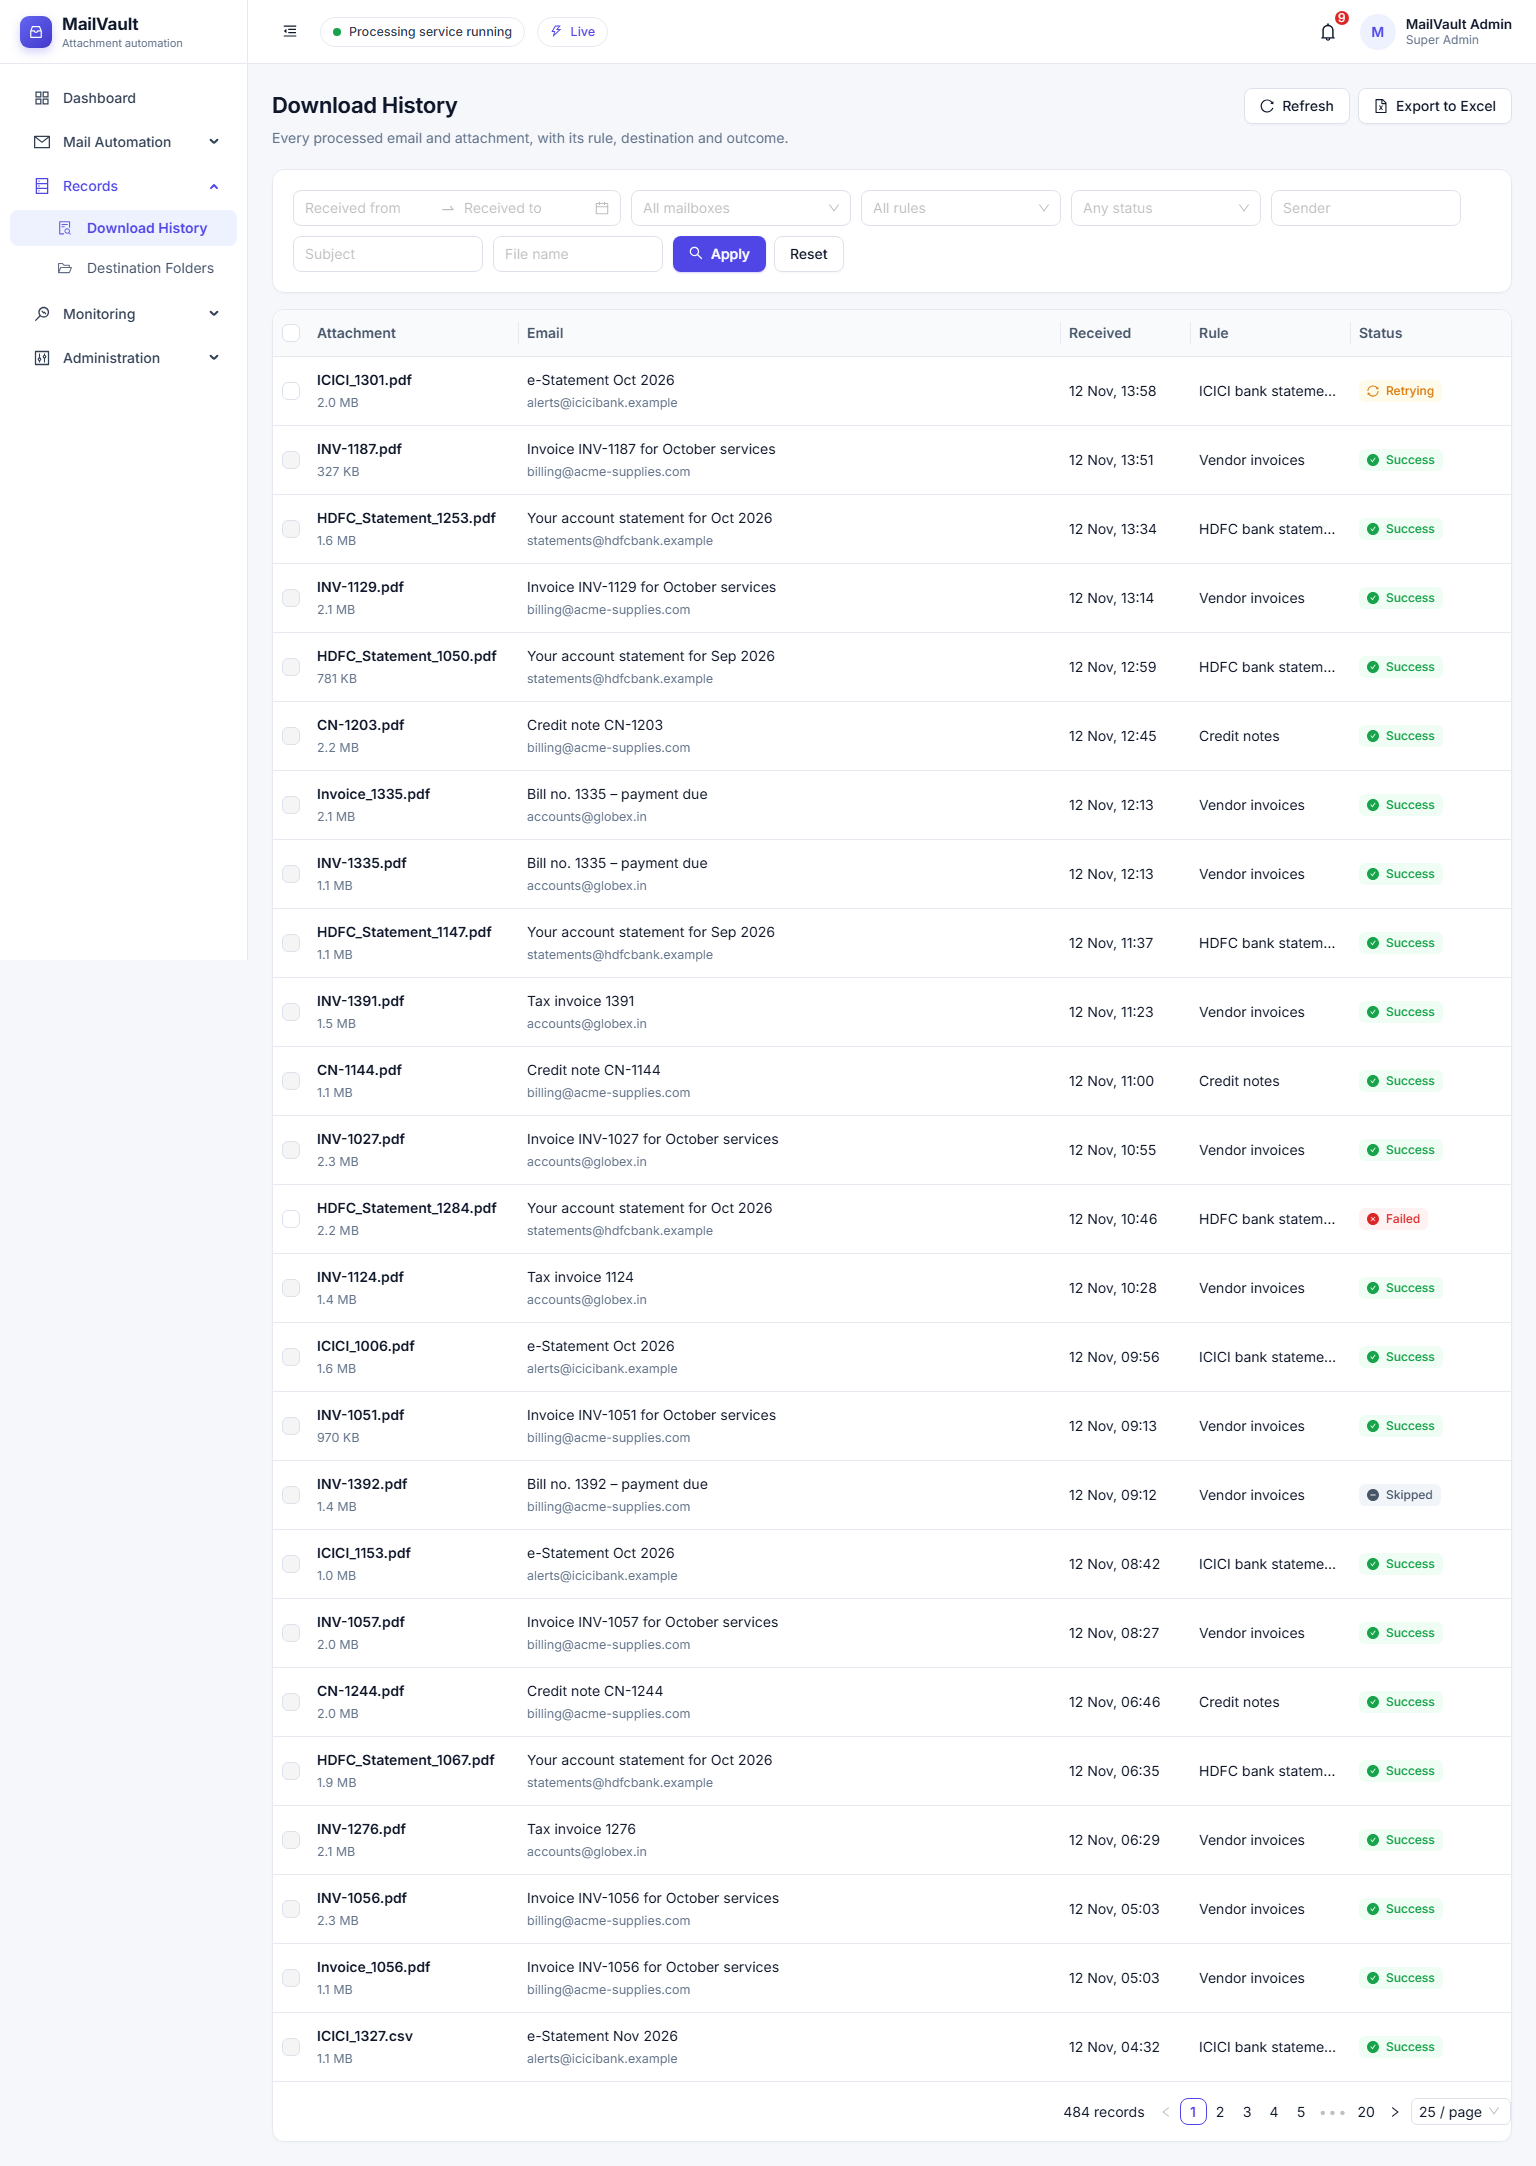 MailVault
Attachment automation
Processing service running
Live
9
M
MailVault Admin
Super Admin
Dashboard
Mail Automation
Records
Download History
Destination Folders
Monitoring
Administration
Download History
Every processed email and attachment, with its rule, destination and outcome.
Refresh
Export to Excel
Received from
Received to
All mailboxes
All rules
Any status
Sender
Subject
File name
Apply
Reset
Attachment Email Received Rule Status
ICICI_1301.pdf e-Statement Oct 2026 12 Nov, 13:58 ICICI bank stateme... Retrying
2.0 MB alerts@icicibank.example
INV-1187.pdf Invoice INV-1187 for October services 12 Nov, 13:51 Vendor invoices Success
327 KB billing@acme-supplies.com
HDFC_Statement_1253.pdf Your account statement for Oct 2026 12 Nov, 13:34 HDFC bank statem... Success
1.6 MB statements@hdfcbank.example
INV-1129.pdf Invoice INV-1129 for October services 12 Nov, 13:14 Vendor invoices Success
2.1 MB billing@acme-supplies.com
HDFC_Statement_1050.pdf Your account statement for Sep 2026 12 Nov, 12:59 HDFC bank statem... Success
781 KB statements@hdfcbank.example
CN-1203.pdf Credit note CN-1203 12 Nov, 12:45 Credit notes Success
2.2 MB billing@acme-supplies.com
Invoice_1335.pdf Bill no. 1335 – payment due 12 Nov, 12:13 Vendor invoices Success
2.1 MB accounts@globex.in
INV-1335.pdf Bill no. 1335 – payment due 12 Nov, 12:13 Vendor invoices Success
1.1 MB accounts@globex.in
HDFC_Statement_1147.pdf Your account statement for Sep 2026 12 Nov, 11:37 HDFC bank statem... Success
1.1 MB statements@hdfcbank.example
INV-1391.pdf Tax invoice 1391 12 Nov, 11:23 Vendor invoices Success
1.5 MB accounts@globex.in
CN-1144.pdf Credit note CN-1144 12 Nov, 11:00 Credit notes Success
1.1 MB billing@acme-supplies.com
INV-1027.pdf Invoice INV-1027 for October services 12 Nov, 10:55 Vendor invoices Success
2.3 MB accounts@globex.in
HDFC_Statement_1284.pdf Your account statement for Oct 2026 12 Nov, 10:46 HDFC bank statem... Failed
2.2 MB statements@hdfcbank.example
INV-1124.pdf Tax invoice 1124 12 Nov, 10:28 Vendor invoices Success
1.4 MB accounts@globex.in
ICICI_1006.pdf e-Statement Oct 2026 12 Nov, 09:56 ICICI bank stateme... Success
1.6 MB alerts@icicibank.example
INV-1051.pdf Invoice INV-1051 for October services 12 Nov, 09:13 Vendor invoices Success
970 KB billing@acme-supplies.com
INV-1392.pdf Bill no. 1392 – payment due 12 Nov, 09:12 Vendor invoices Skipped
1.4 MB billing@acme-supplies.com
ICICI_1153.pdf e-Statement Oct 2026 12 Nov, 08:42 ICICI bank stateme... Success
1.0 MB alerts@icicibank.example
INV-1057.pdf Invoice INV-1057 for October services 12 Nov, 08:27 Vendor invoices Success
2.0 MB billing@acme-supplies.com
CN-1244.pdf Credit note CN-1244 12 Nov, 06:46 Credit notes Success
2.0 MB billing@acme-supplies.com
HDFC_Statement_1067.pdf Your account statement for Oct 2026 12 Nov, 06:35 HDFC bank statem... Success
1.9 MB statements@hdfcbank.example
INV-1276.pdf Tax invoice 1276 12 Nov, 06:29 Vendor invoices Success
2.1 MB accounts@globex.in
INV-1056.pdf Invoice INV-1056 for October services 12 Nov, 05:03 Vendor invoices Success
2.3 MB billing@acme-supplies.com
Invoice_1056.pdf Invoice INV-1056 for October services 12 Nov, 05:03 Vendor invoices Success
1.1 MB billing@acme-supplies.com
ICICI_1327.csv e-Statement Nov 2026 12 Nov, 04:32 ICICI bank stateme... Success
1.1 MB alerts@icicibank.example
484 records 1 2 3 4 5 ••• 20 25 / page